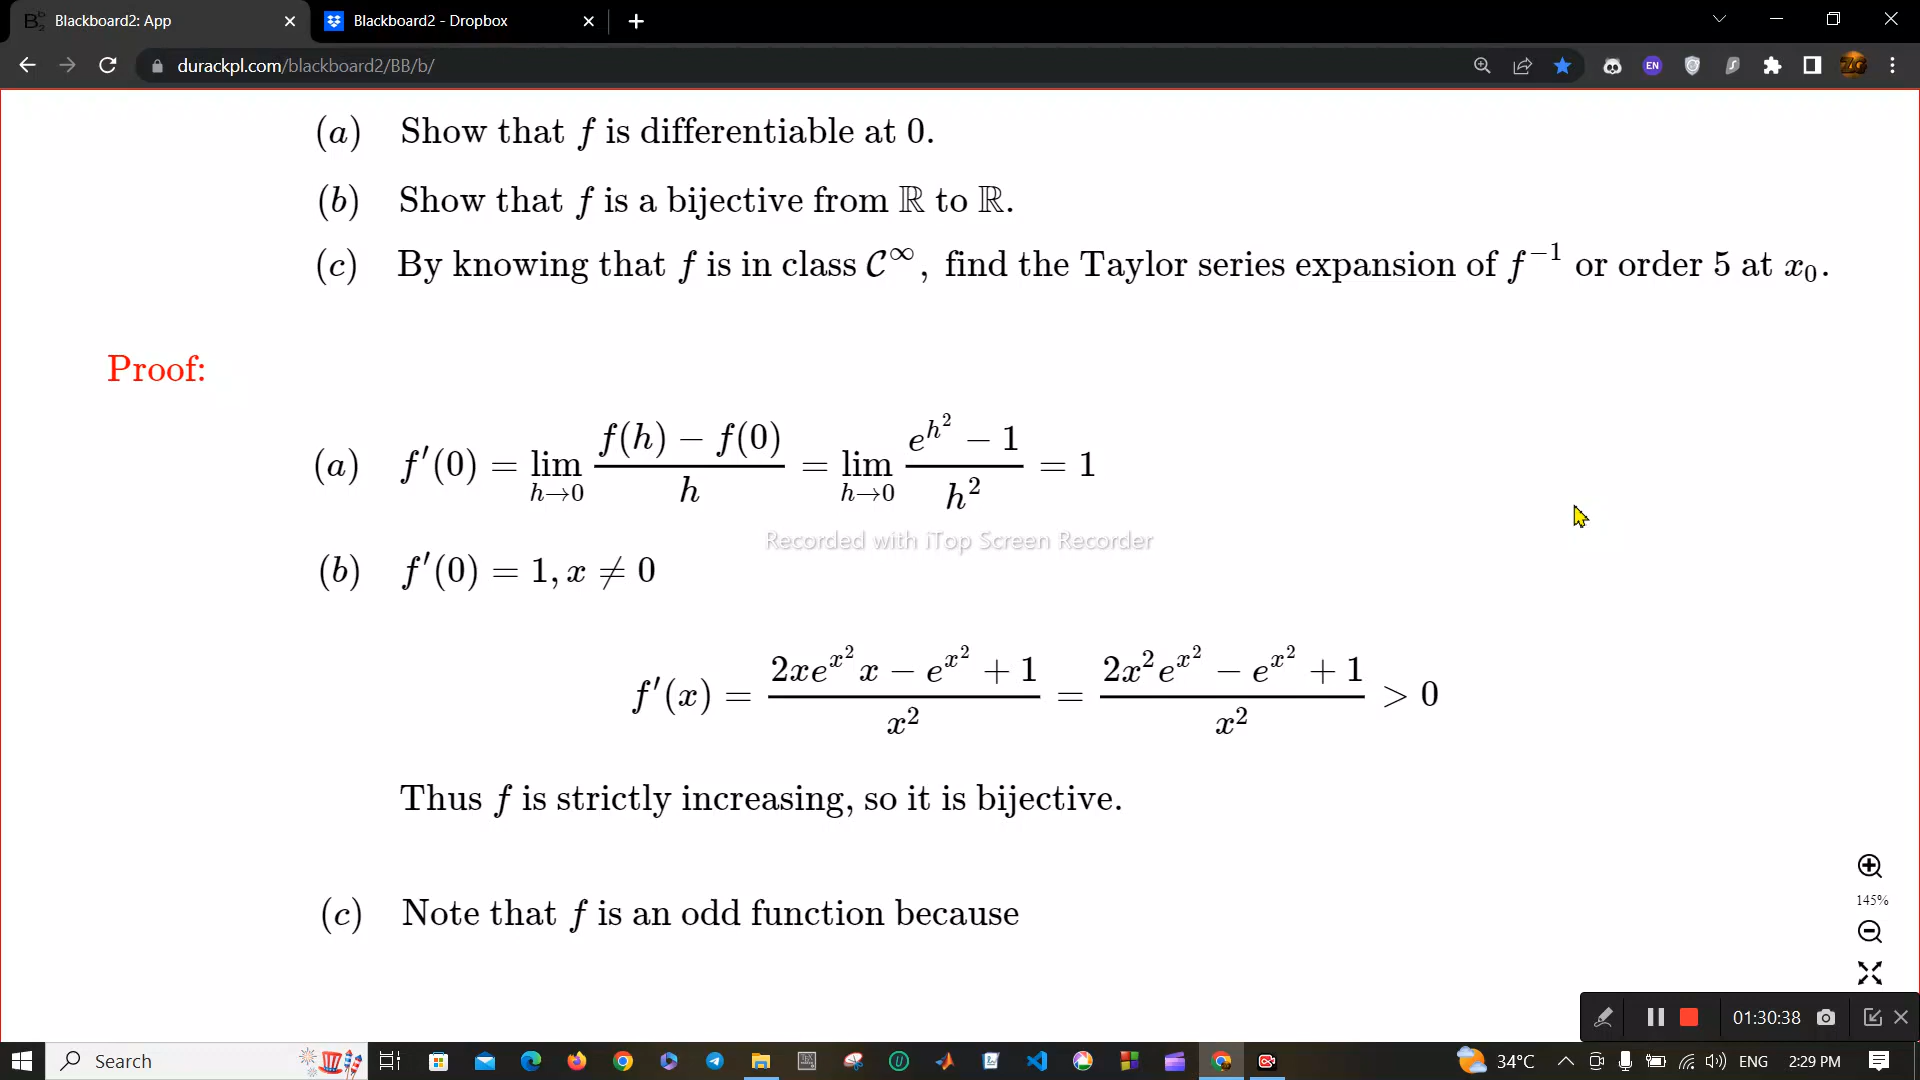 Blackboard2: App
Blackboard2 - Dropbox
durackpl.com/blackboard2/BB/b/
EN
(a) Show that f is differentiable at 0.
(b) Show that f is a bijective from ℝ to ℝ.
(c) By knowing that f is in class 𝒞^∞, find the Taylor series expansion of f^{-1} or order 5 at x₀.
Proof:
(a) f′(0) = lim_{h→0} (f(h) − f(0))/h = lim_{h→0} (e^{h^2} − 1)/h^2 = 1
Recorded with iTop Screen Recorder
(b) f′(0) = 1, x ≠ 0
f′(x) = (2xe^{x^2}x − e^{x^2} + 1)/x^2 = (2x^2e^{x^2} − e^{x^2} + 1)/x^2 > 0
Thus f is strictly increasing, so it is bijective.
(c) Note that f is an odd function because
145%
01:30:38
Search
34°C
ENG
2:29 PM